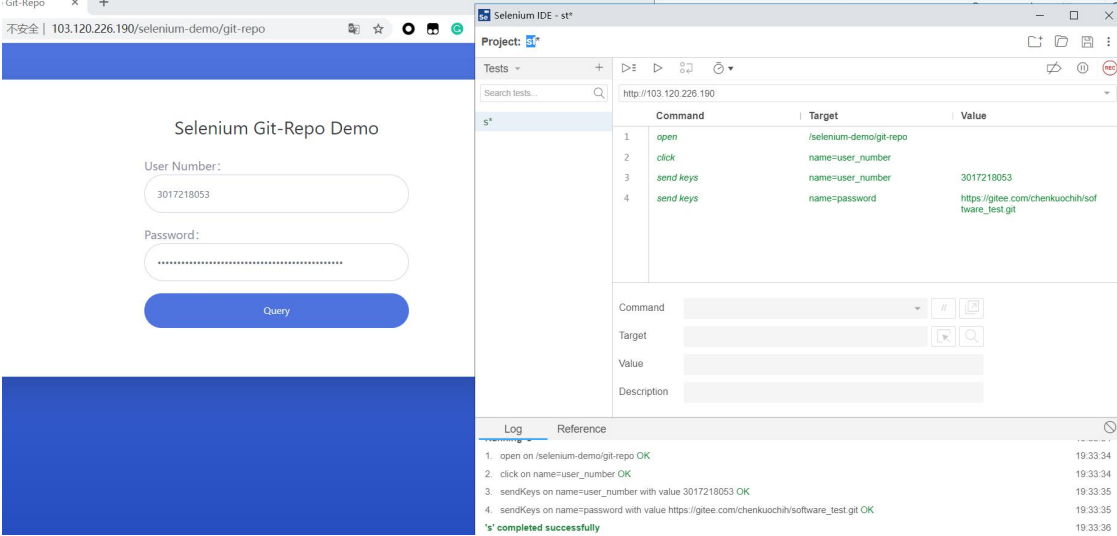 Git-Repo × +
不安全 | 103.120.226.190/selenium-demo/git-repo
Selenium Git-Repo Demo
User Number:
3017218053
Password:
••••••••••••••••••••••••••••••••••••••••••••••
Query
Se Selenium IDE - st*
Project: st*
Tests
Search tests...
s*
REC
http://103.120.226.190
Command Target Value
1 open /selenium-demo/git-repo
2 click name=user_number
3 send keys name=user_number 3017218053
4 send keys name=password https://gitee.com/chenkuochih/sof
tware_test.git
Command
//
Target
Value
Description
Log Reference
1. open on /selenium-demo/git-repo OK 19:33:34
2. click on name=user_number OK 19:33:34
3. sendKeys on name=user_number with value 3017218053 OK 19:33:35
4. sendKeys on name=password with value https://gitee.com/chenkuochih/software_test.git OK 19:33:35
's' completed successfully 19:33:36